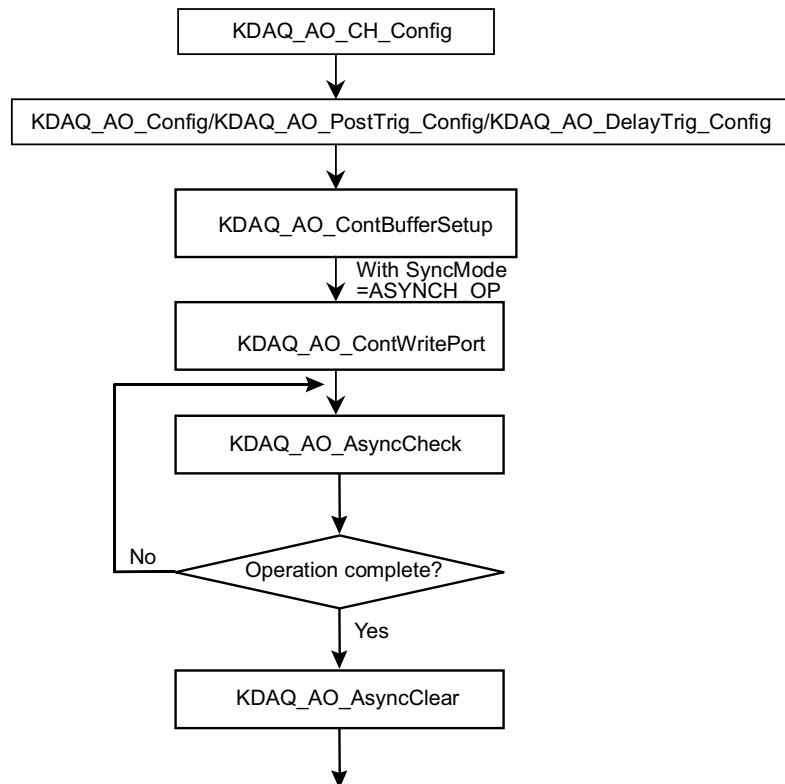 KDAQ_AO_CH_Config
KDAQ_AO_Config/KDAQ_AO_PostTrig_Config/KDAQ_AO_DelayTrig_Config
KDAQ_AO_ContBufferSetup
With SyncMode
=ASYNCH_OP
KDAQ_AO_ContWritePort
KDAQ_AO_AsyncCheck
No
Operation complete?
Yes
KDAQ_AO_AsyncClear